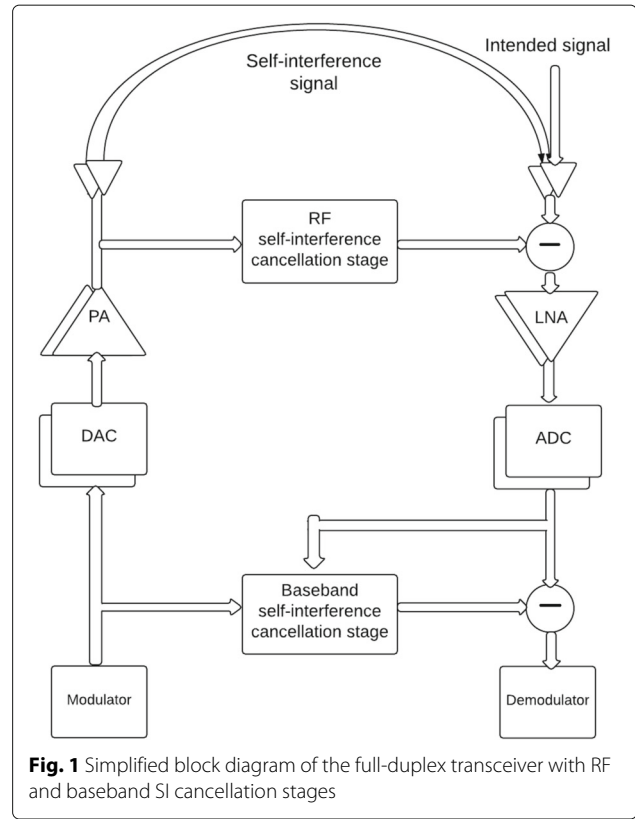 Intended signal
Self-interference
signal
RF
self-interference
cancellation stage
PA
LNA
DAC
ADC
Baseband
self-interference
cancellation stage
Modulator
Demodulator
Fig. 1 Simplified block diagram of the full-duplex transceiver with RF
and baseband SI cancellation stages